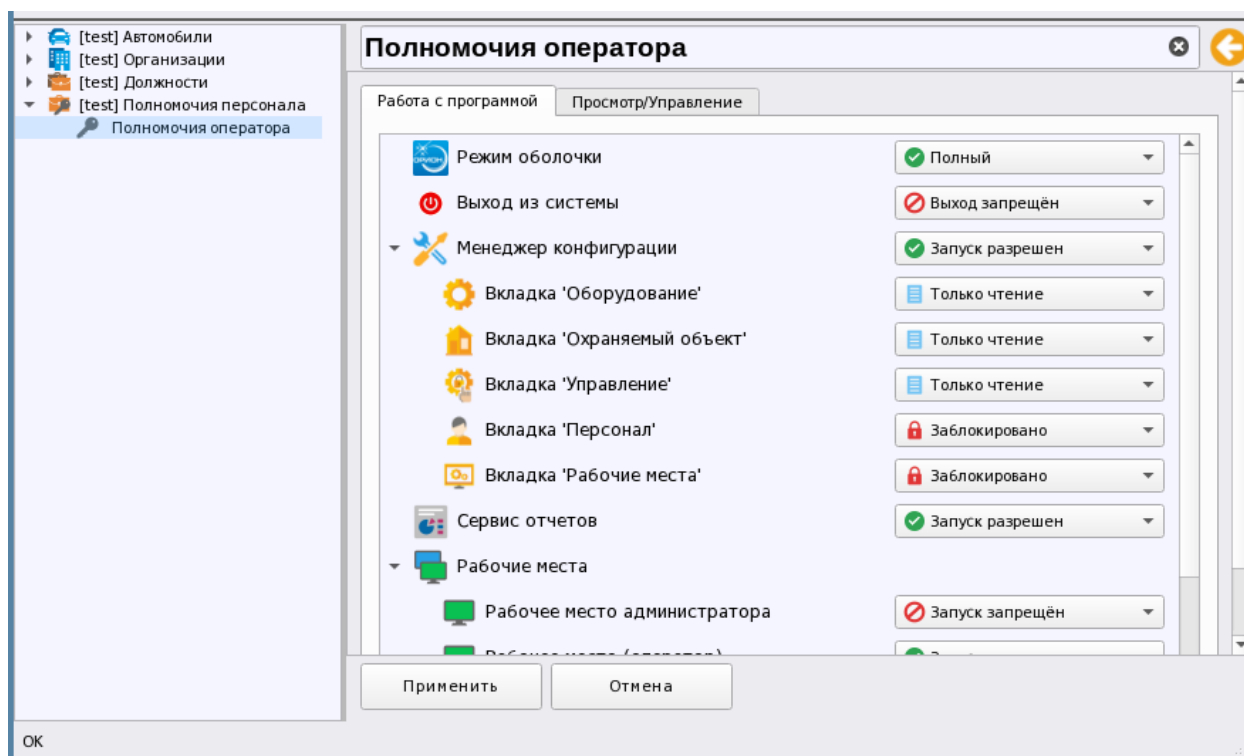 [test] Автомобили
[test] Организации
[test] Должности
[test] Полномочия персонала
Полномочия оператора
Полномочия оператора
Работа с программой
Просмотр/Управление
Режим оболочки
Полный
Выход из системы
Выход запрещён
Менеджер конфигурации
Запуск разрешен
Вкладка 'Оборудование'
Только чтение
Вкладка 'Охраняемый объект'
Только чтение
Вкладка 'Управление'
Только чтение
Вкладка 'Персонал'
Заблокировано
Вкладка 'Рабочие места'
Заблокировано
Сервис отчетов
Запуск разрешен
Рабочие места
Рабочее место администратора
Запуск запрещён
Рабочее место (оператор)
Применить
Отмена
OK